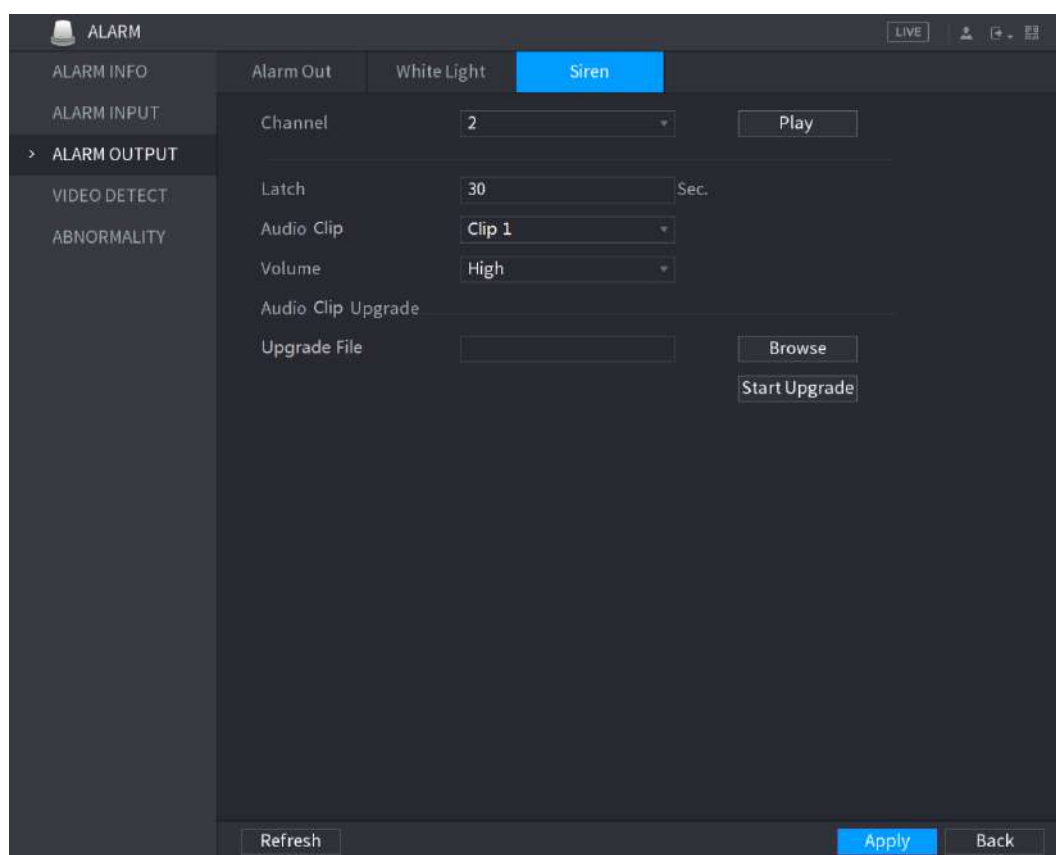 ALARM
LIVE
ALARM INFO
ALARM INPUT
> ALARM OUTPUT
VIDEO DETECT
ABNORMALITY
Alarm Out White Light Siren
Channel 2 Play
Latch 30 Sec.
Audio Clip Clip 1
Volume High
Audio Clip Upgrade
Upgrade File Browse
Start Upgrade
Refresh Apply Back